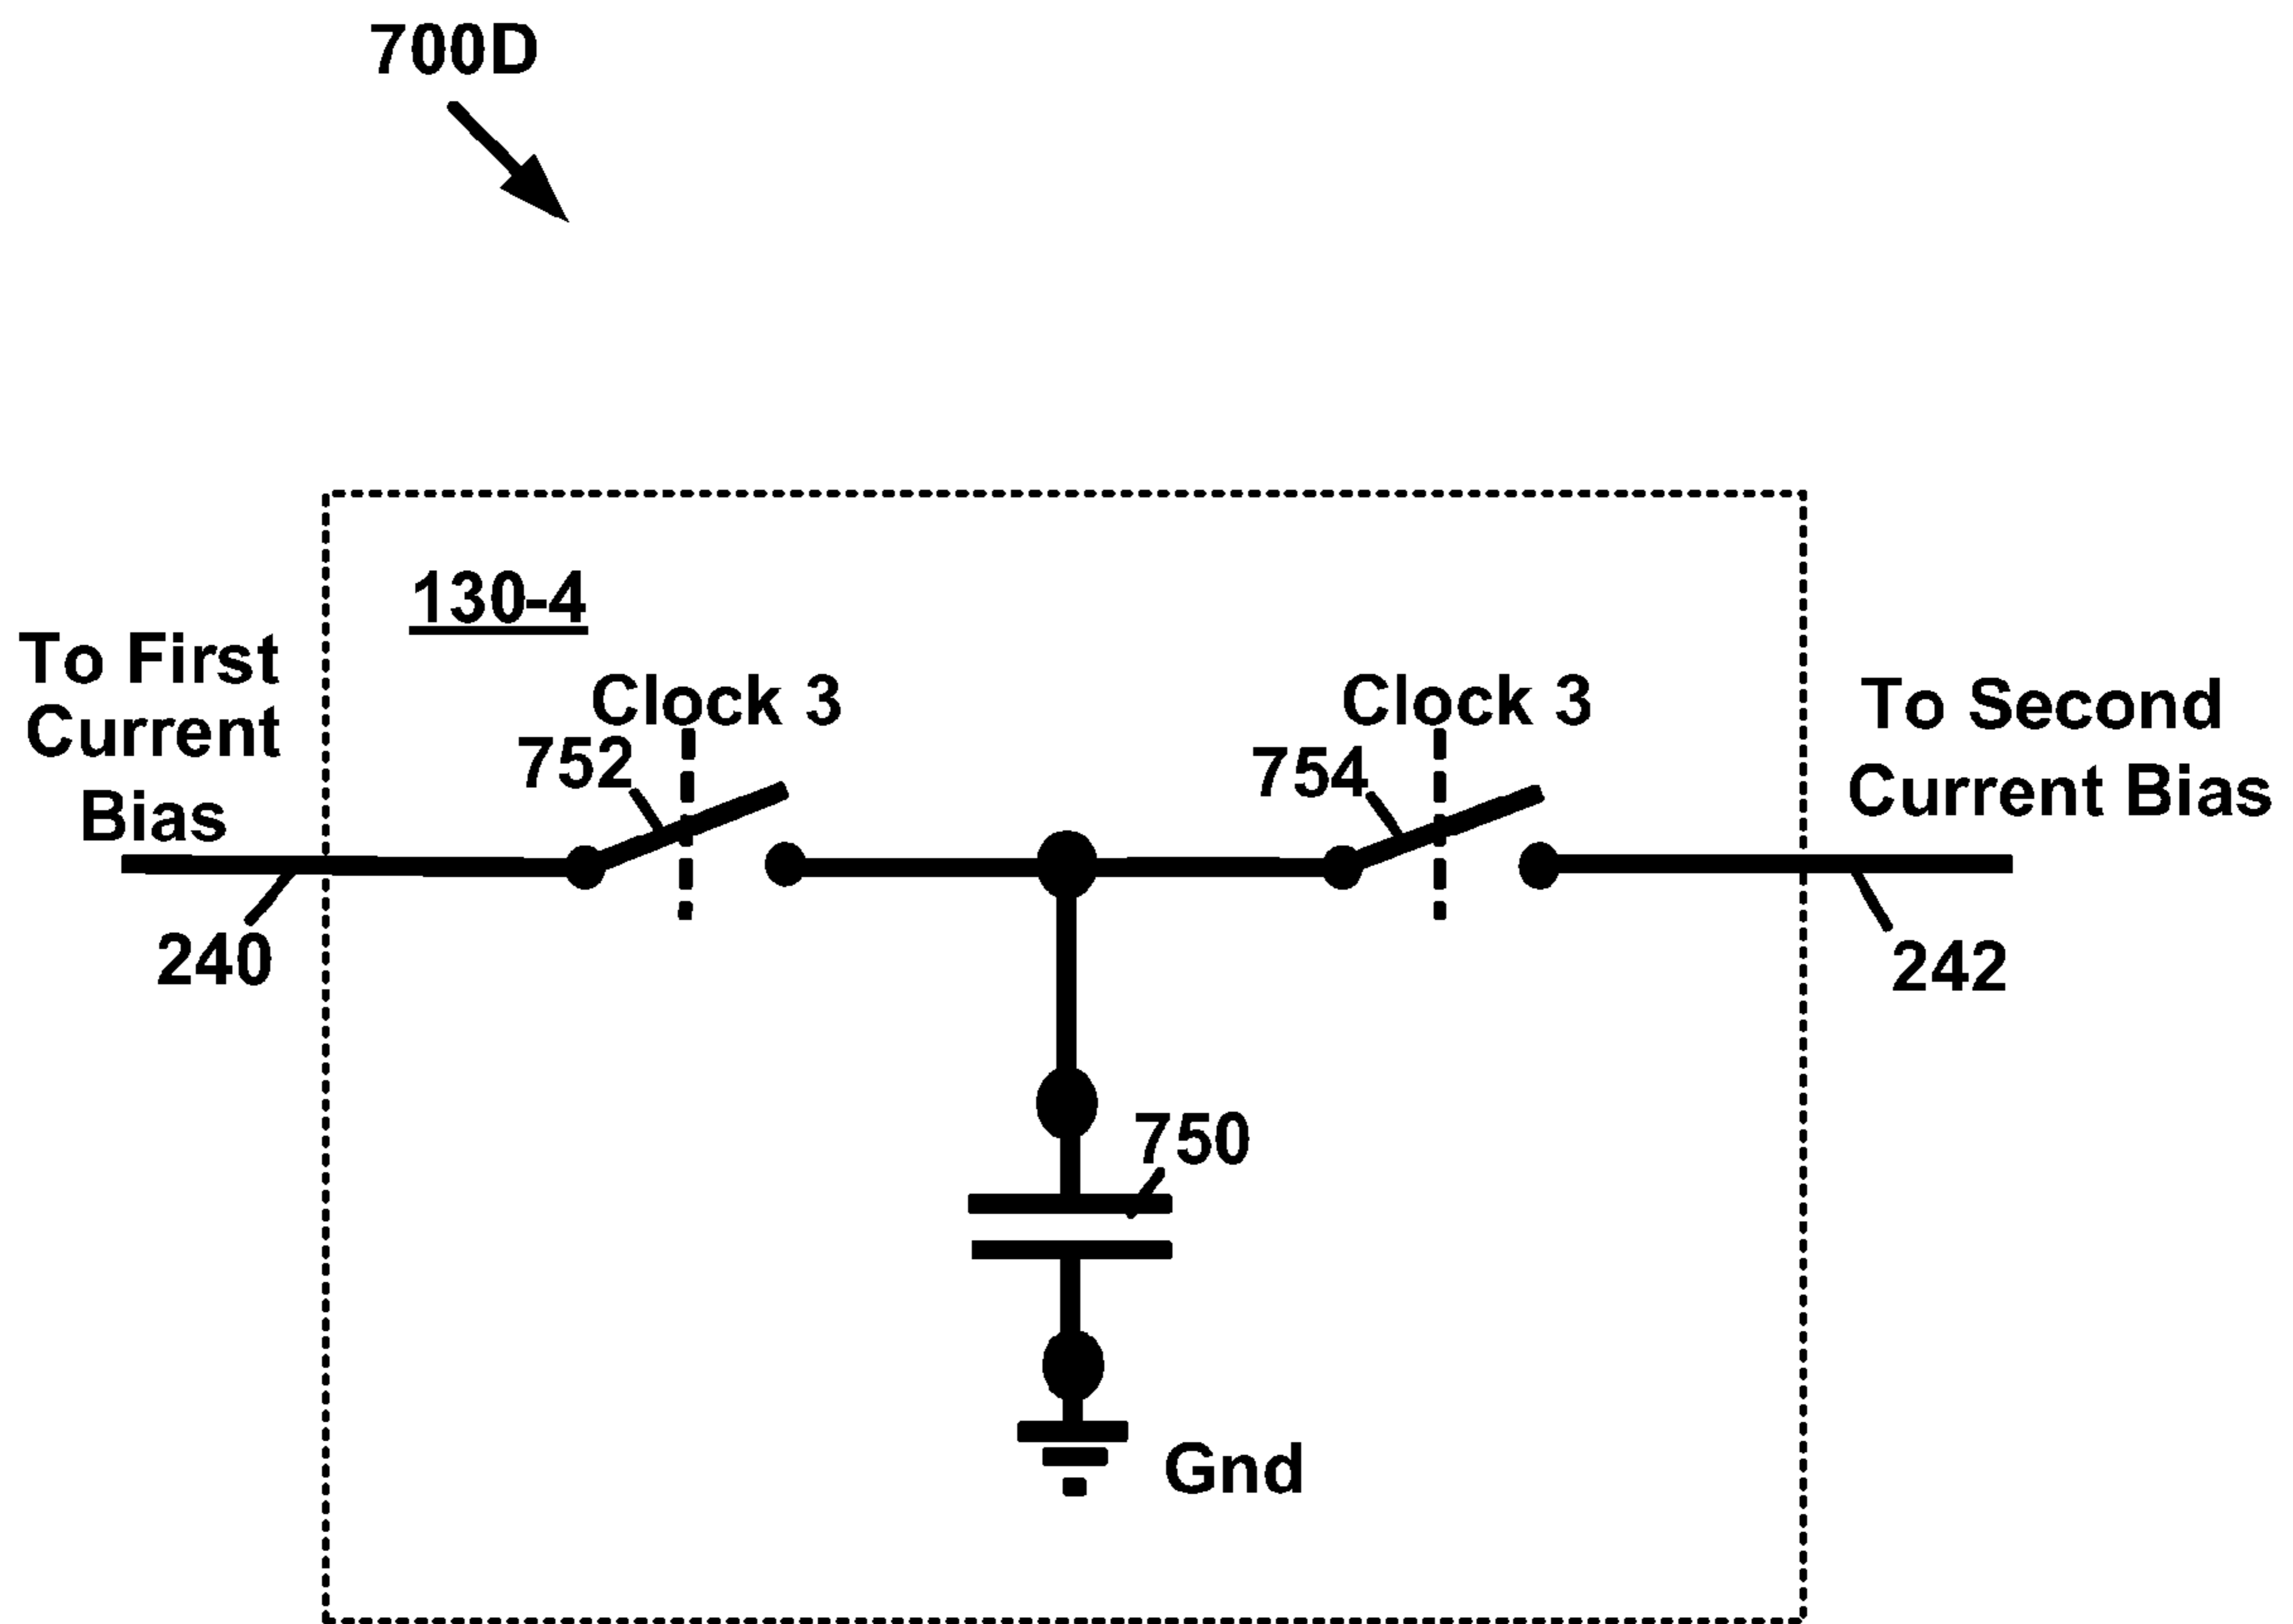 700D
130-4
To First
Current
Bias
Clock 3
Clock 3
To Second
Current Bias
752
754
240
242
750
Gnd